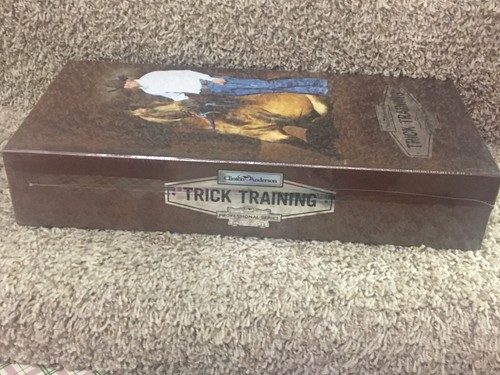 TRICK TRAINING
Clinton Anderson
TRICK TRAINING
PROFESSIONAL SERIES